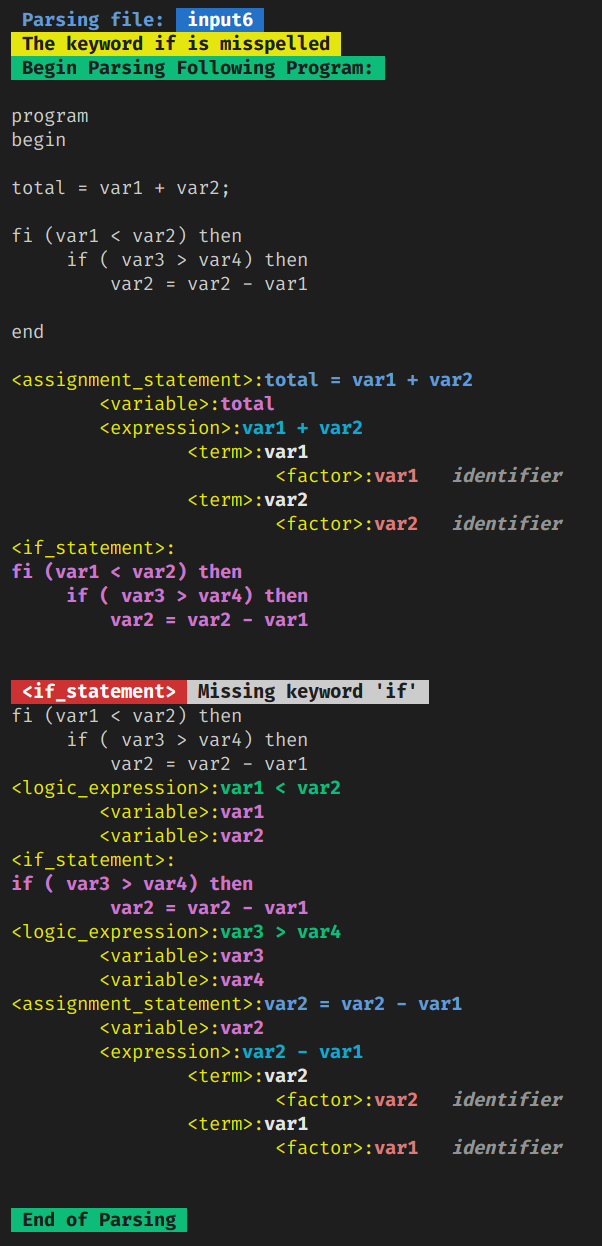 Parsing file: input6
The keyword if is misspelled
Begin Parsing Following Program:
program
begin
total = var1 + var2;
fi (var1 < var2) then
if ( var3 > var4) then
var2 = var2 - var1
end
<assignment_statement>:total = var1 + var2
<variable>:total
<expression>:var1 + var2
<term>:var1
<factor>:var1 identifier
<term>:var2
<factor>:var2 identifier
<if_statement>:
fi (var1 < var2) then
if ( var3 > var4) then
var2 = var2 - var1
<if_statement> Missing keyword 'if'
fi (var1 < var2) then
if ( var3 > var4) then
var2 = var2 - var1
<logic_expression>:var1 < var2
<variable>:var1
<variable>:var2
<if_statement>:
if ( var3 > var4) then
var2 = var2 - var1
<logic_expression>:var3 > var4
<variable>:var3
<variable>:var4
<assignment_statement>:var2 = var2 - var1
<variable>:var2
<expression>:var2 - var1
<term>:var2
<factor>:var2 identifier
<term>:var1
<factor>:var1 identifier
End of Parsing